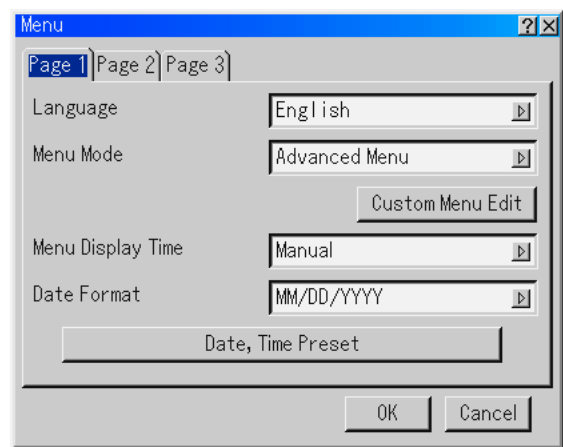 Menu
Page 1 Page 2 Page 3
Language English
Menu Mode Advanced Menu
Custom Menu Edit
Menu Display Time Manual
Date Format MM/DD/YYYY
Date, Time Preset
OK Cancel